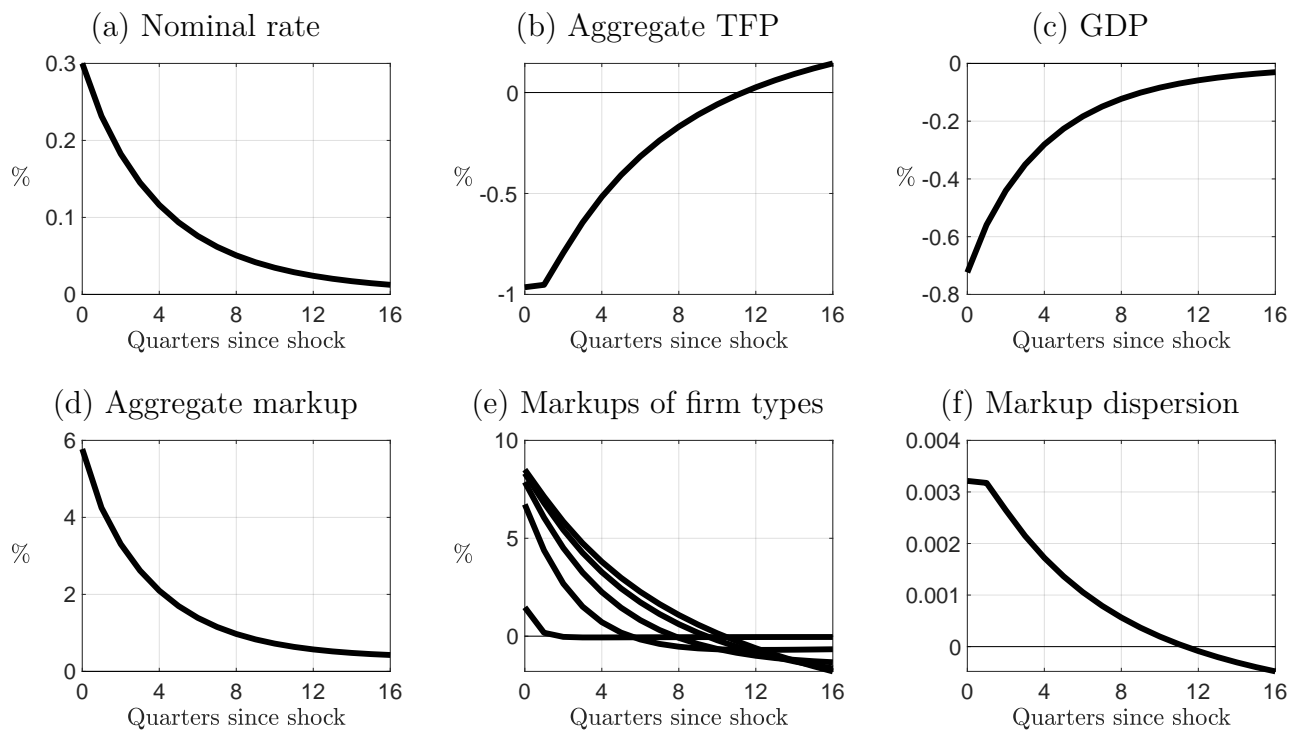 (a) Nominal rate
0.3
0.2
%
0.1
0
0 4 8 12 16
Quarters since shock
(b) Aggregate TFP
0
%
-0.5
-1
0 4 8 12 16
Quarters since shock
(c) GDP
0
-0.2
% -0.4
-0.6
-0.8
0 4 8 12 16
Quarters since shock
(d) Aggregate markup
6
4
%
2
0
0 4 8 12 16
Quarters since shock
(e) Markups of firm types
10
5
%
0
0 4 8 12 16
Quarters since shock
(f) Markup dispersion
0.004
0.003
0.002
0.001
0
0 4 8 12 16
Quarters since shock